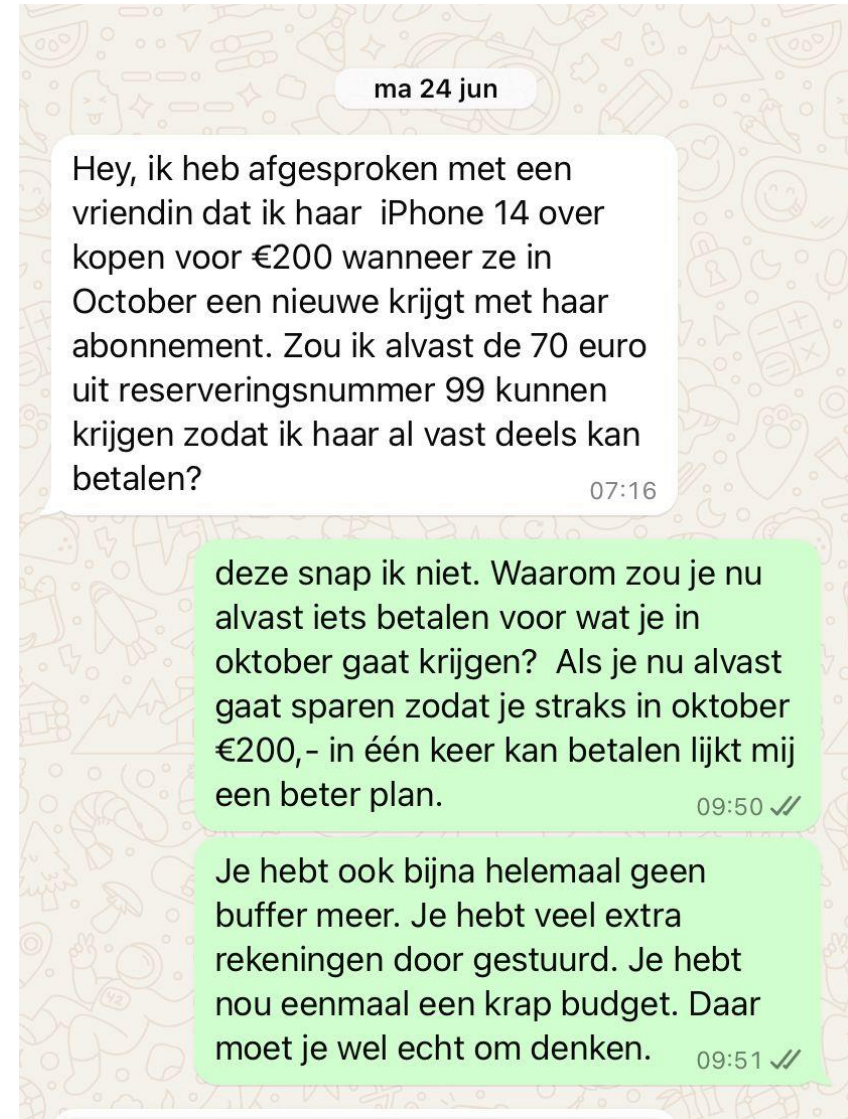 ma 24 jun
Hey, ik heb afgesproken met een
vriendin dat ik haar  iPhone 14 over
kopen voor €200 wanneer ze in
October een nieuwe krijgt met haar
abonnement. Zou ik alvast de 70 euro
uit reserveringsnummer 99 kunnen
krijgen zodat ik haar al vast deels kan
betalen?
07:16
deze snap ik niet. Waarom zou je nu
alvast iets betalen voor wat je in
oktober gaat krijgen?  Als je nu alvast
gaat sparen zodat je straks in oktober
€200,- in één keer kan betalen lijkt mij
een beter plan.
09:50
Je hebt ook bijna helemaal geen
buffer meer. Je hebt veel extra
rekeningen door gestuurd. Je hebt
nou eenmaal een krap budget. Daar
moet je wel echt om denken.
09:51